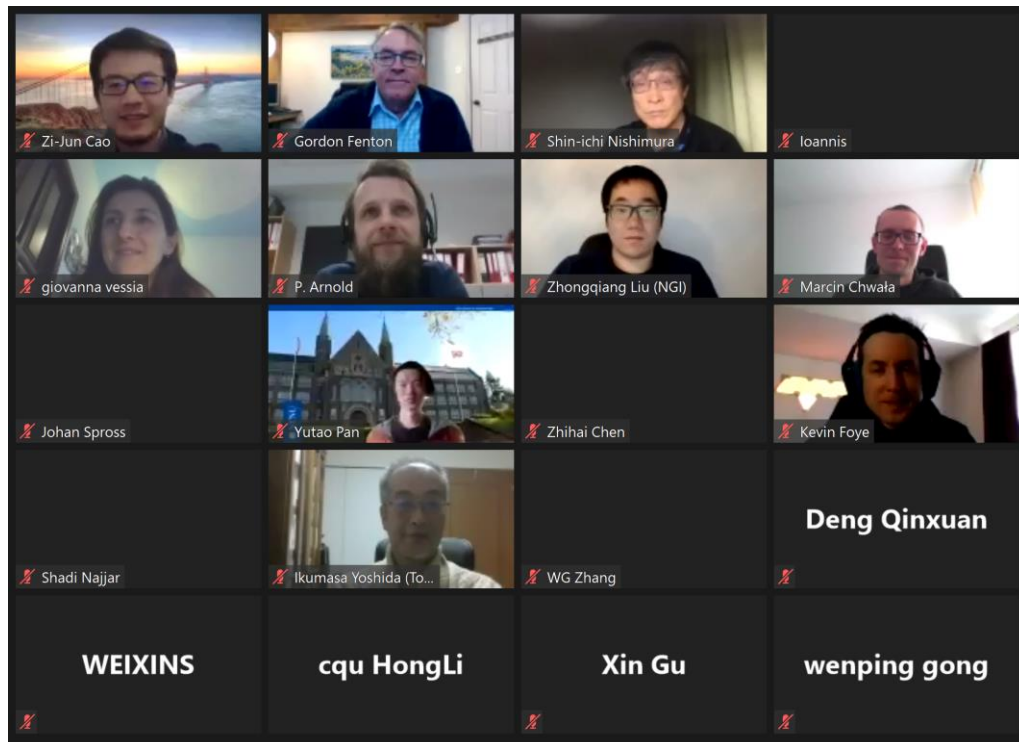 Zi-Jun Cao
Gordon Fenton
Shin-ichi Nishimura
Ioannis
giovanna vessia
P. Arnold
Zhongqiang Liu (NGI)
Marcin Chwała
Johan Spross
Yutao Pan
Zhihai Chen
Kevin Foye
Shadi Najjar
Ikumasa Yoshida (To...
WG Zhang
Deng Qinxuan
WEIXINS
cqu HongLi
Xin Gu
wenping gong